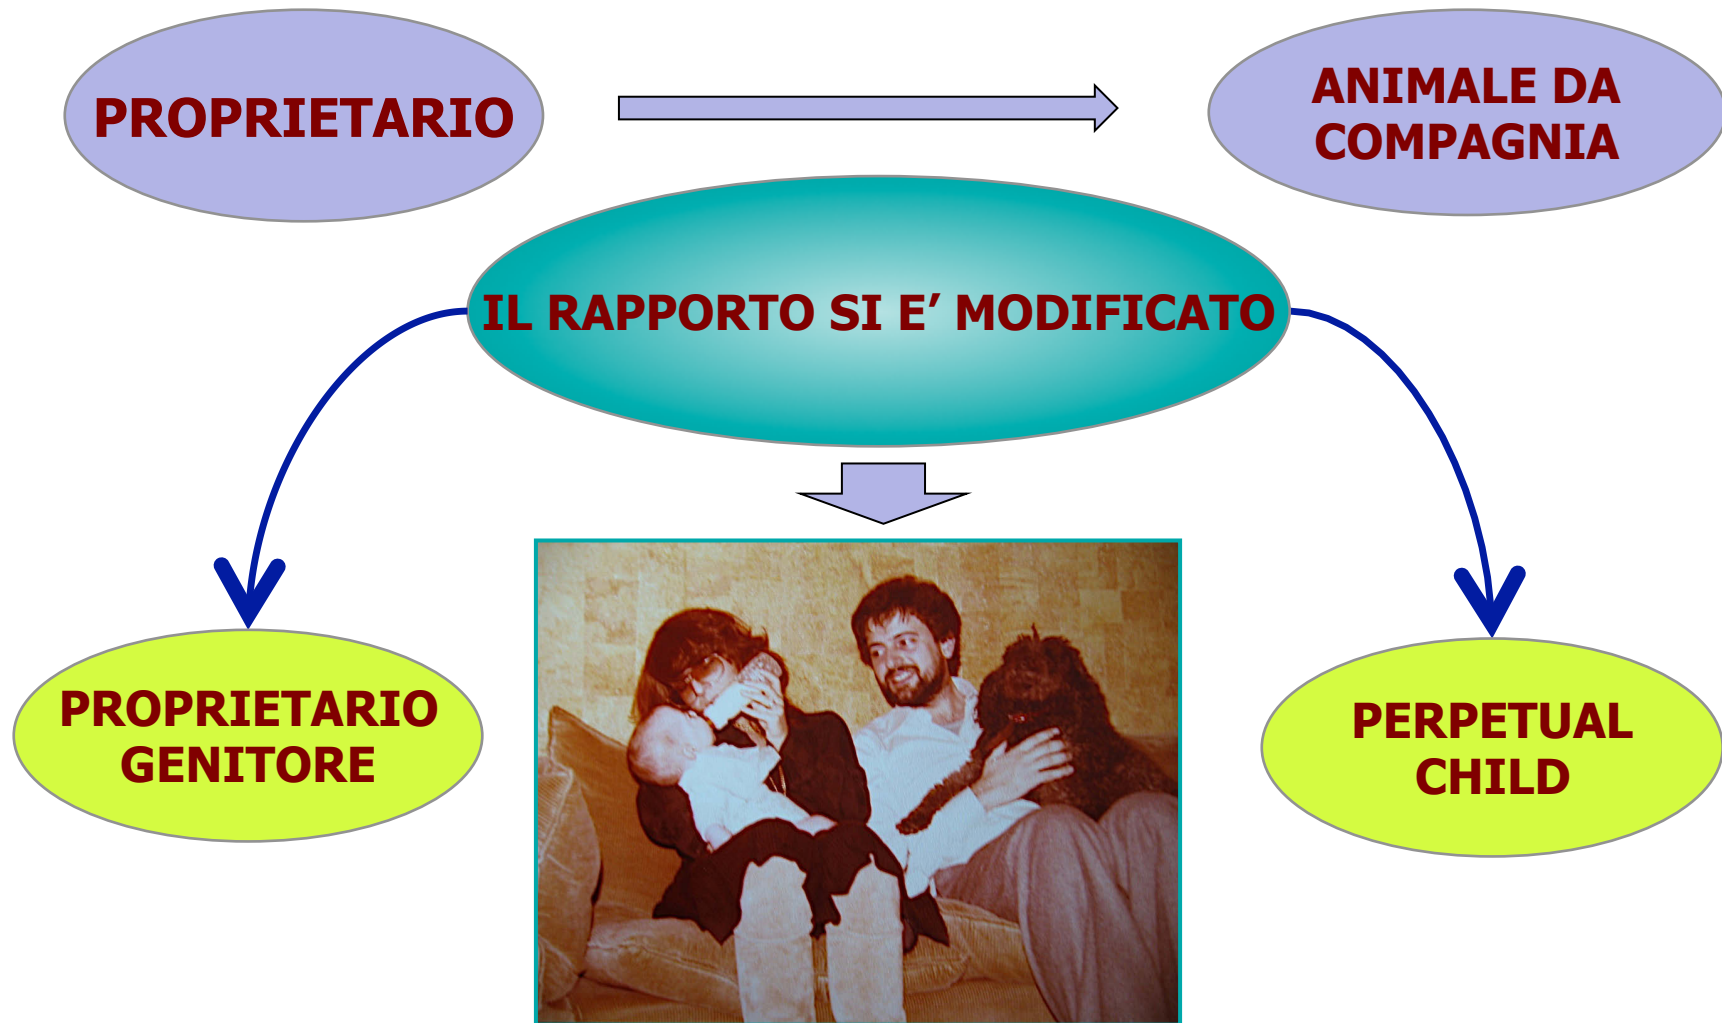 PROPRIETARIO
ANIMALE DA
COMPAGNIA
IL RAPPORTO SI E’ MODIFICATO
PROPRIETARIO
GENITORE
PERPETUAL
CHILD